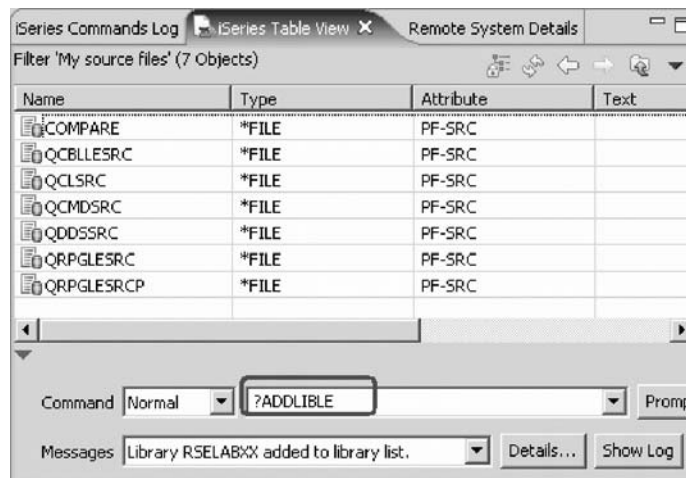 iSeries Commands Log iSeries Table View Remote System Details
Filter 'My source files' (7 Objects)
Name Type Attribute Text
COMPARE *FILE PF-SRC
QCBLLESRC *FILE PF-SRC
QCLSRC *FILE PF-SRC
QCMDSRC *FILE PF-SRC
QDDSSRC *FILE PF-SRC
QRPGLESRC *FILE PF-SRC
QRPGLESRCP *FILE PF-SRC
Command Normal ?ADDLIBLE Promp
Messages Library RSELABXX added to library list. Details... Show Log